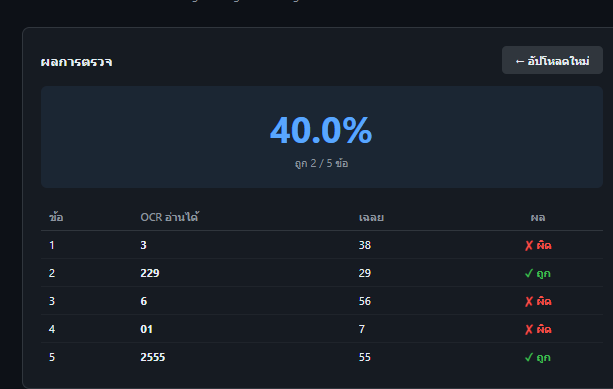 ผลการตรวจ
← อัปโหลดใหม่
40.0%
ถูก 2 / 5 ข้อ
ข้อ OCR อ่านได้ เฉลย ผล
1 3 38 ✗ ผิด
2 229 29 ✓ ถูก
3 6 56 ✗ ผิด
4 01 7 ✗ ผิด
5 2555 55 ✓ ถูก